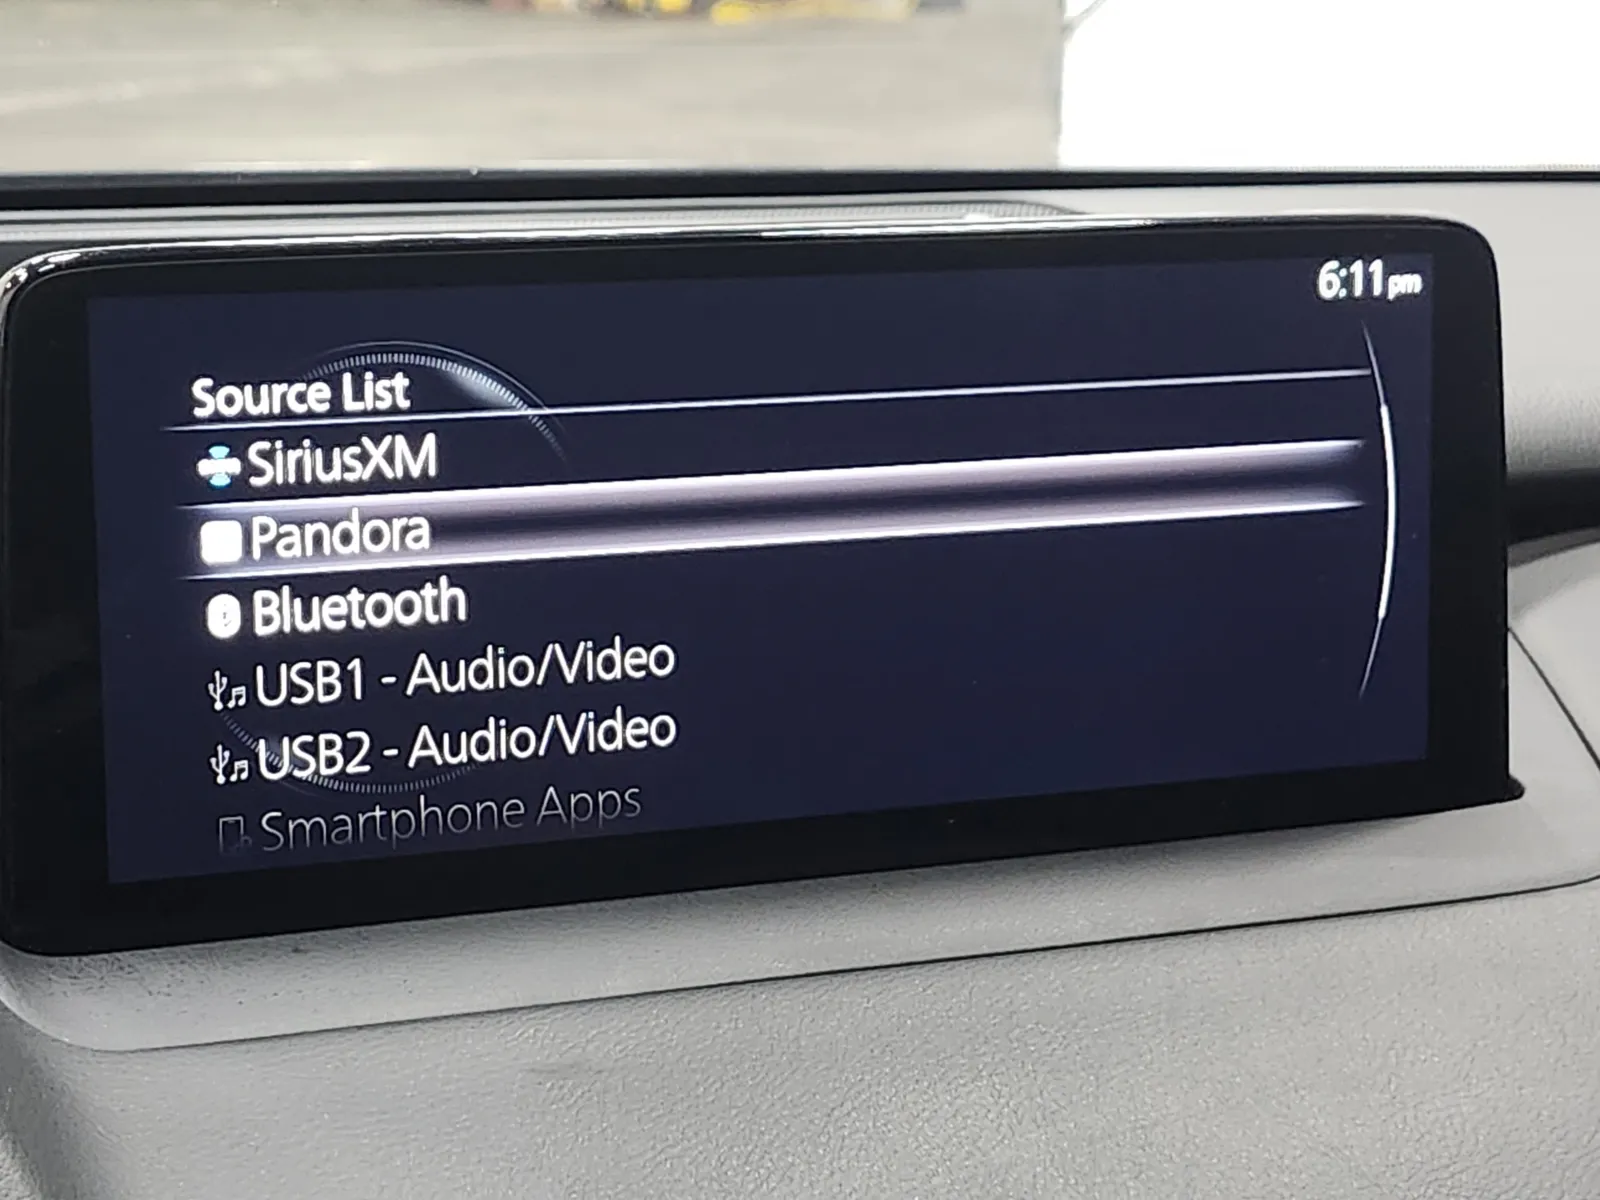 6:11pm
Source List
SiriusXM
Pandora
Bluetooth
USB1 - Audio/Video
USB2 - Audio/Video
Smartphone Apps